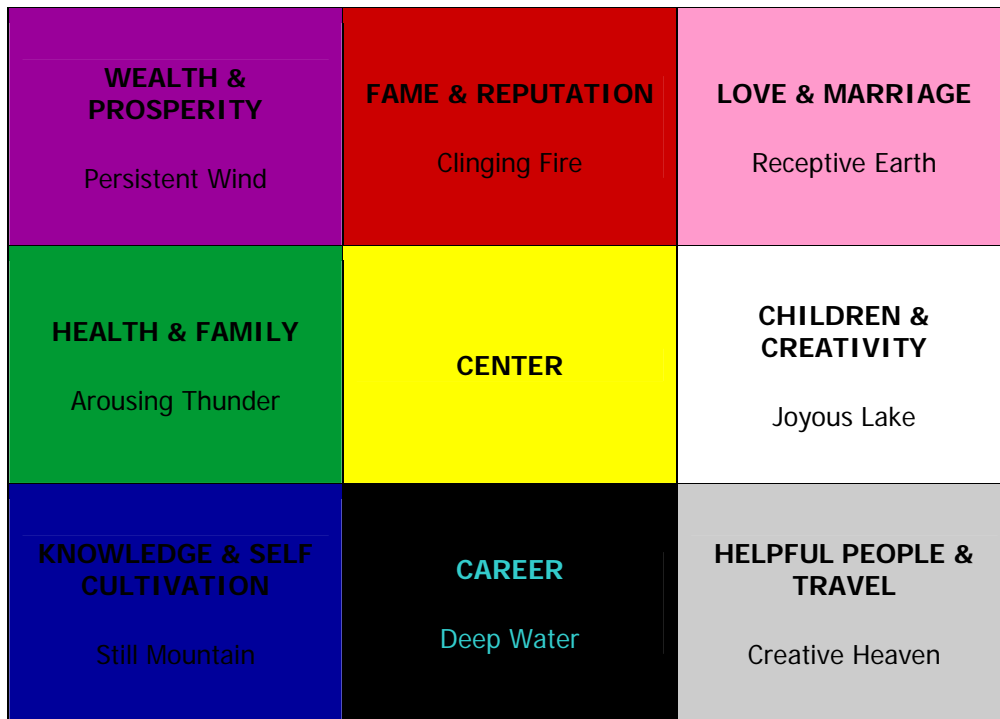 WEALTH &
PROSPERITY
Persistent Wind
FAME & REPUTATION
Clinging Fire
LOVE & MARRIAGE
Receptive Earth
HEALTH & FAMILY
Arousing Thunder
CENTER
CHILDREN &
CREATIVITY
Joyous Lake
KNOWLEDGE & SELF
CULTIVATION
Still Mountain
CAREER
Deep Water
HELPFUL PEOPLE &
TRAVEL
Creative Heaven